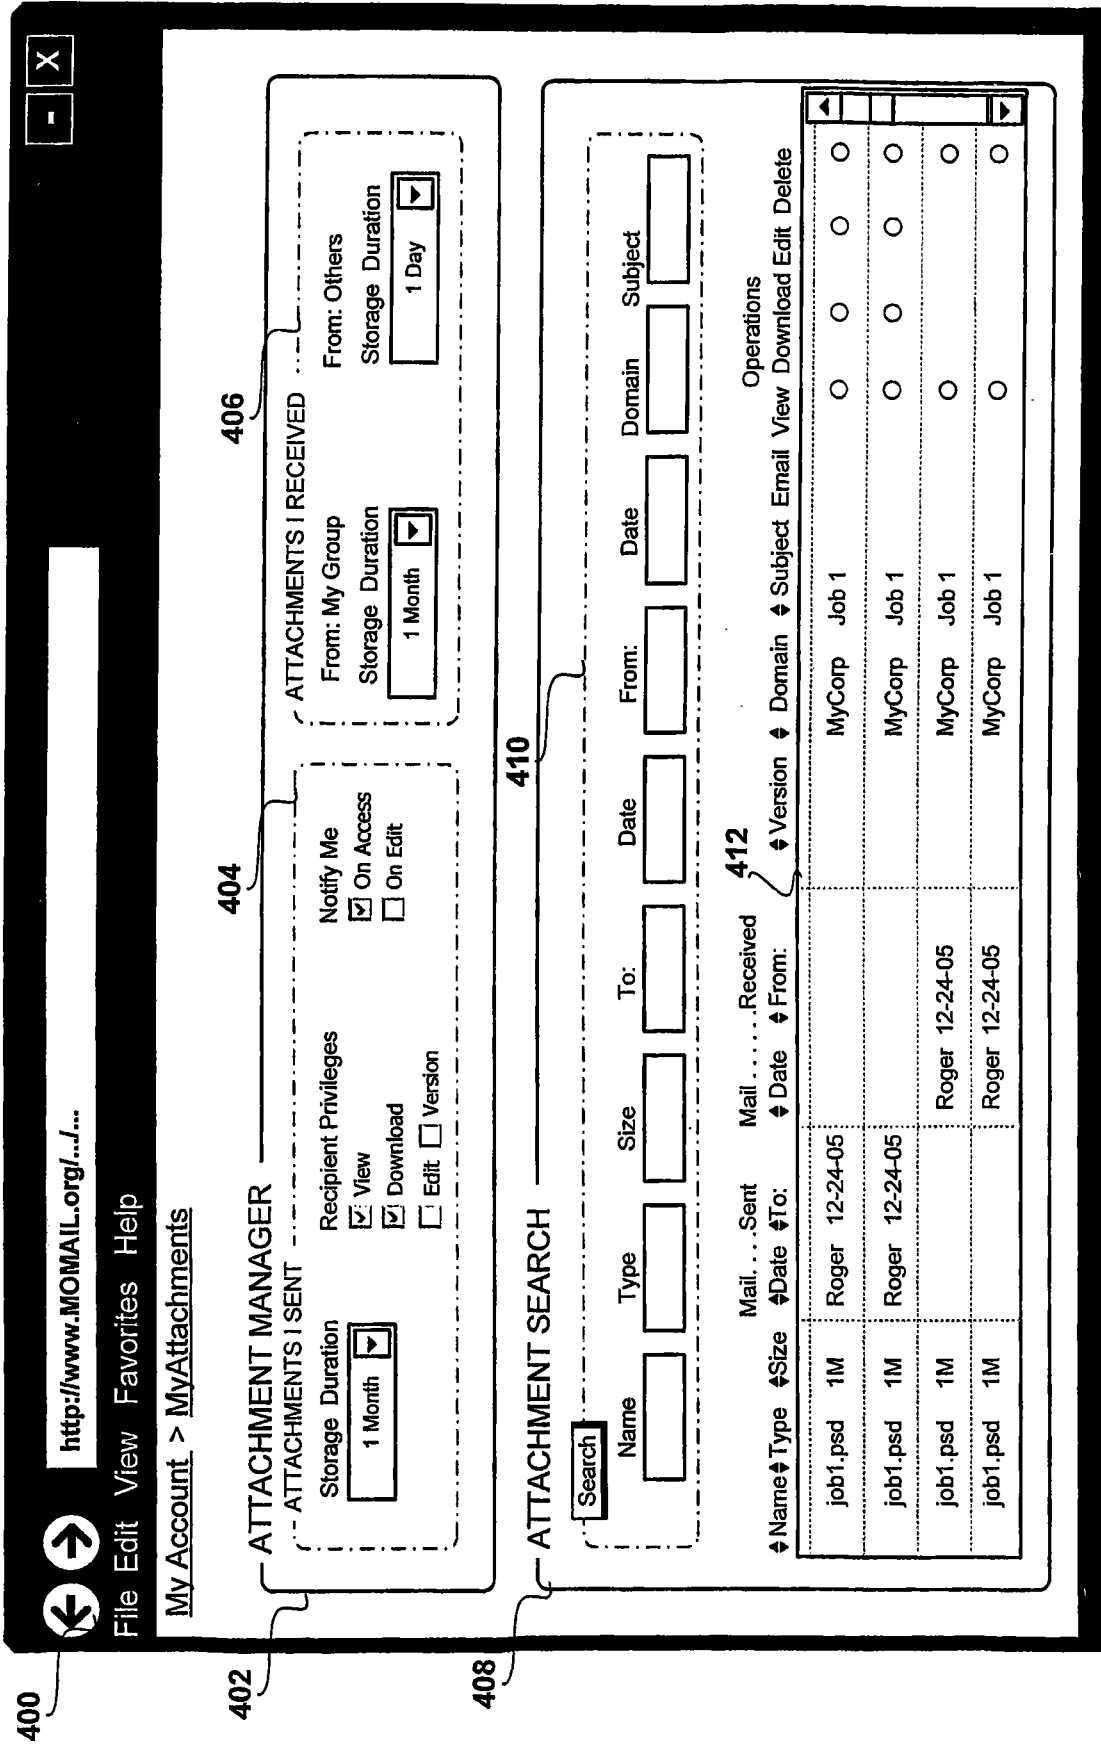 400
http://www.MOMAIL.org/.../...
- X
File Edit View Favorites Help
My Account > MyAttachments
402
404
406
ATTACHMENT MANAGER
ATTACHMENTS I SENT
Storage Duration
1 Month
Recipient Privileges
View
Download
Edit Version
Notify Me
On Access
On Edit
ATTACHMENTS I RECEIVED
From: My Group
Storage Duration
1 Month
From: Others
Storage Duration
1 Day
408
410
ATTACHMENT SEARCH
Search
Name Type Size To: Date From: Date Domain Subject
412
Mail....Sent Mail......Received Operations
Name Type Size Date To: Date From: Version Domain Subject Email View Download Edit Delete
job1.psd 1M Roger 12-24-05 MyCorp Job 1
job1.psd 1M Roger 12-24-05 MyCorp Job 1
job1.psd 1M Roger 12-24-05 MyCorp Job 1
job1.psd 1M Roger 12-24-05 MyCorp Job 1